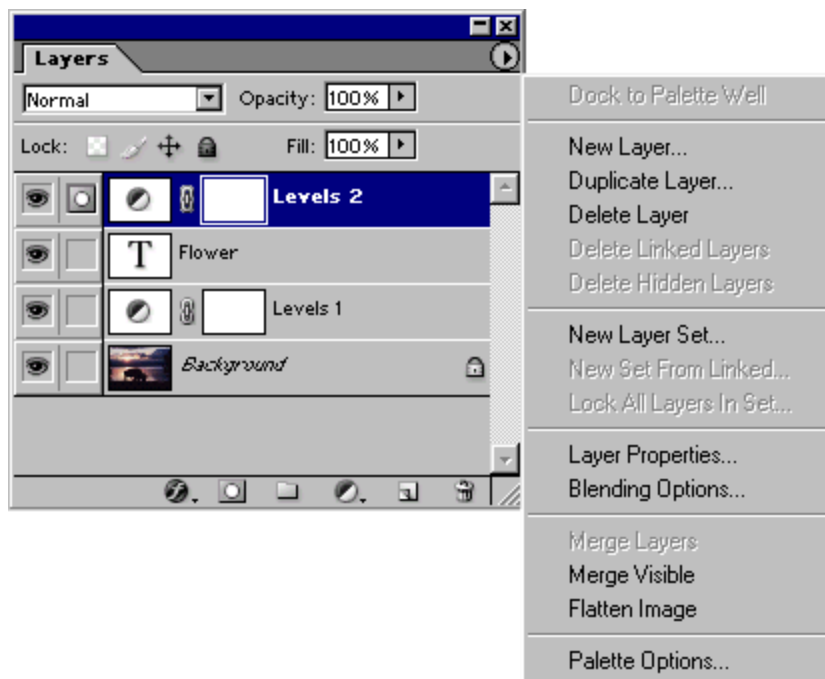 Layers
Normal Opacity: 100%
Lock: Fill: 100%
Levels 2
T Flower
Levels 1
Background
Dock to Palette Well
New Layer...
Duplicate Layer...
Delete Layer
Delete Linked Layers
Delete Hidden Layers
New Layer Set...
New Set From Linked...
Lock All Layers In Set...
Layer Properties...
Blending Options...
Merge Layers
Merge Visible
Flatten Image
Palette Options...